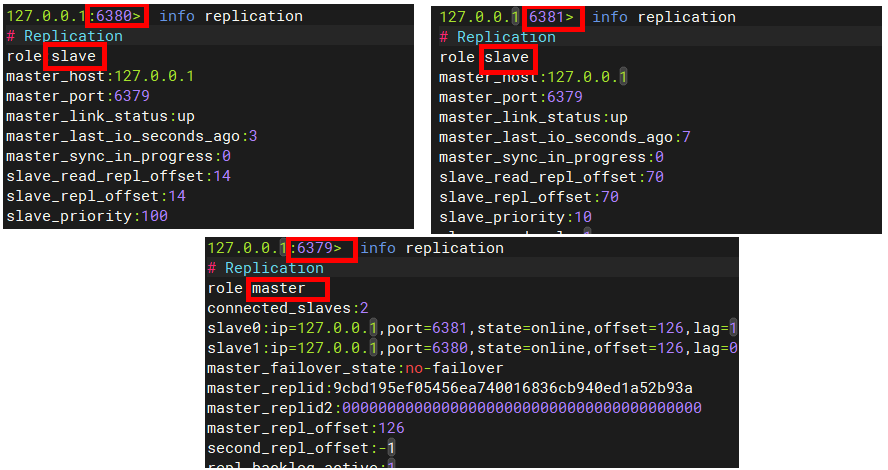 127.0.0.1:6380> info replication
# Replication
role slave
master_host:127.0.0.1
master_port:6379
master_link_status:up
master_last_io_seconds_ago:3
master_sync_in_progress:0
slave_read_repl_offset:14
slave_repl_offset:14
slave_priority:100
127.0.0.1 6381> info replication
# Replication
role slave
master_host:127.0.0.1
master_port:6379
master_link_status:up
master_last_io_seconds_ago:7
master_sync_in_progress:0
slave_read_repl_offset:70
slave_repl_offset:70
slave_priority:10
127.0.0.1:6379> info replication
# Replication
role master
connected_slaves:2
slave0:ip=127.0.0.1,port=6381,state=online,offset=126,lag=1
slave1:ip=127.0.0.1,port=6380,state=online,offset=126,lag=0
master_failover_state:no-failover
master_replid:9cbd195ef05456ea740016836cb940ed1a52b93a
master_replid2:0000000000000000000000000000000000000000
master_repl_offset:126
second_repl_offset:-1
repl_backlog_active:1